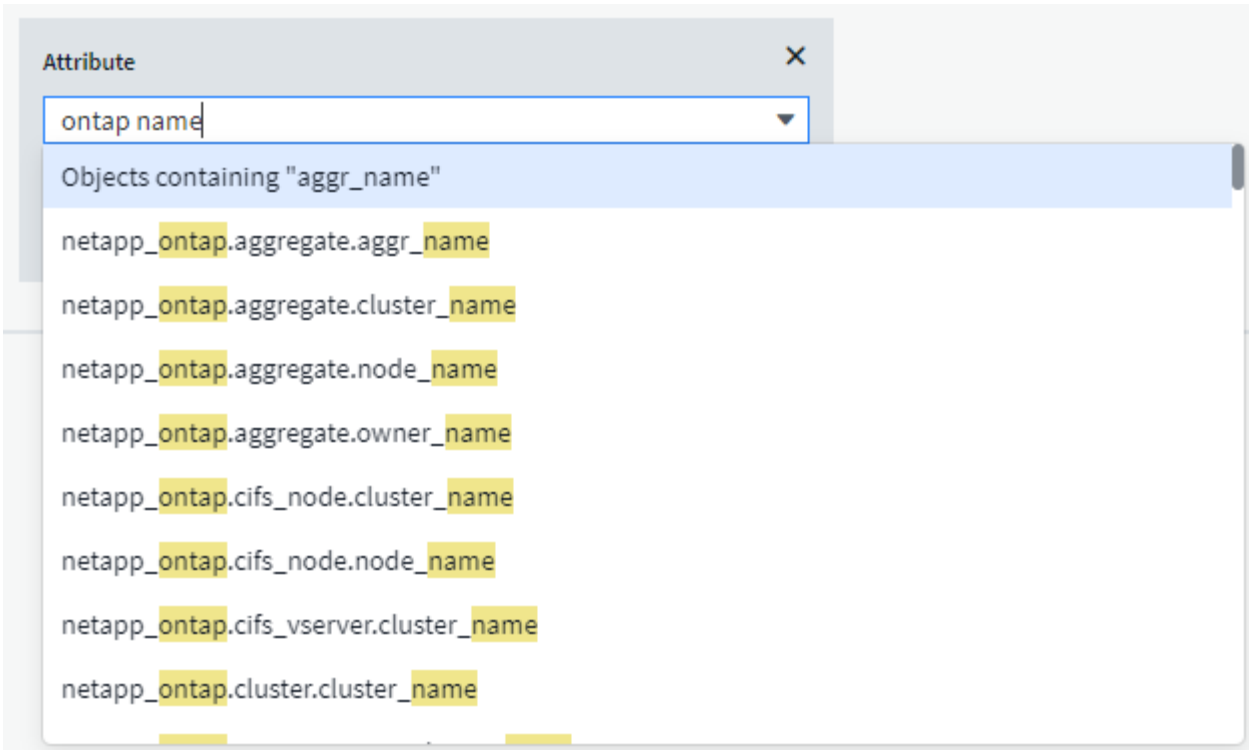 Attribute
ontap name
Objects containing "aggr_name"
netapp_ontap.aggregate.aggr_name
netapp_ontap.aggregate.cluster_name
netapp_ontap.aggregate.node_name
netapp_ontap.aggregate.owner_name
netapp_ontap.cifs_node.cluster_name
netapp_ontap.cifs_node.node_name
netapp_ontap.cifs_vserver.cluster_name
netapp_ontap.cluster.cluster_name